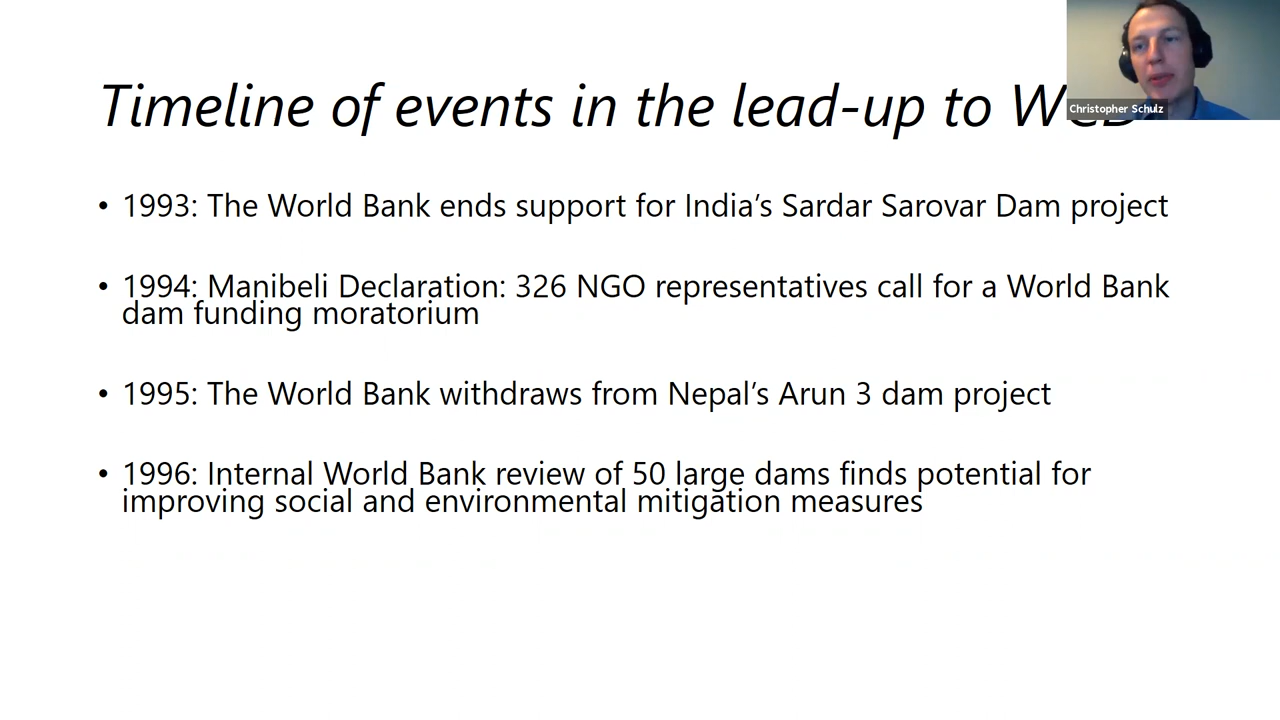 Timeline of events in the lead-up to WCD
Christopher Schulz
• 1993: The World Bank ends support for India’s Sardar Sarovar Dam project
• 1994: Manibeli Declaration: 326 NGO representatives call for a World Bank
dam funding moratorium
• 1995: The World Bank withdraws from Nepal’s Arun 3 dam project
• 1996: Internal World Bank review of 50 large dams finds potential for
improving social and environmental mitigation measures